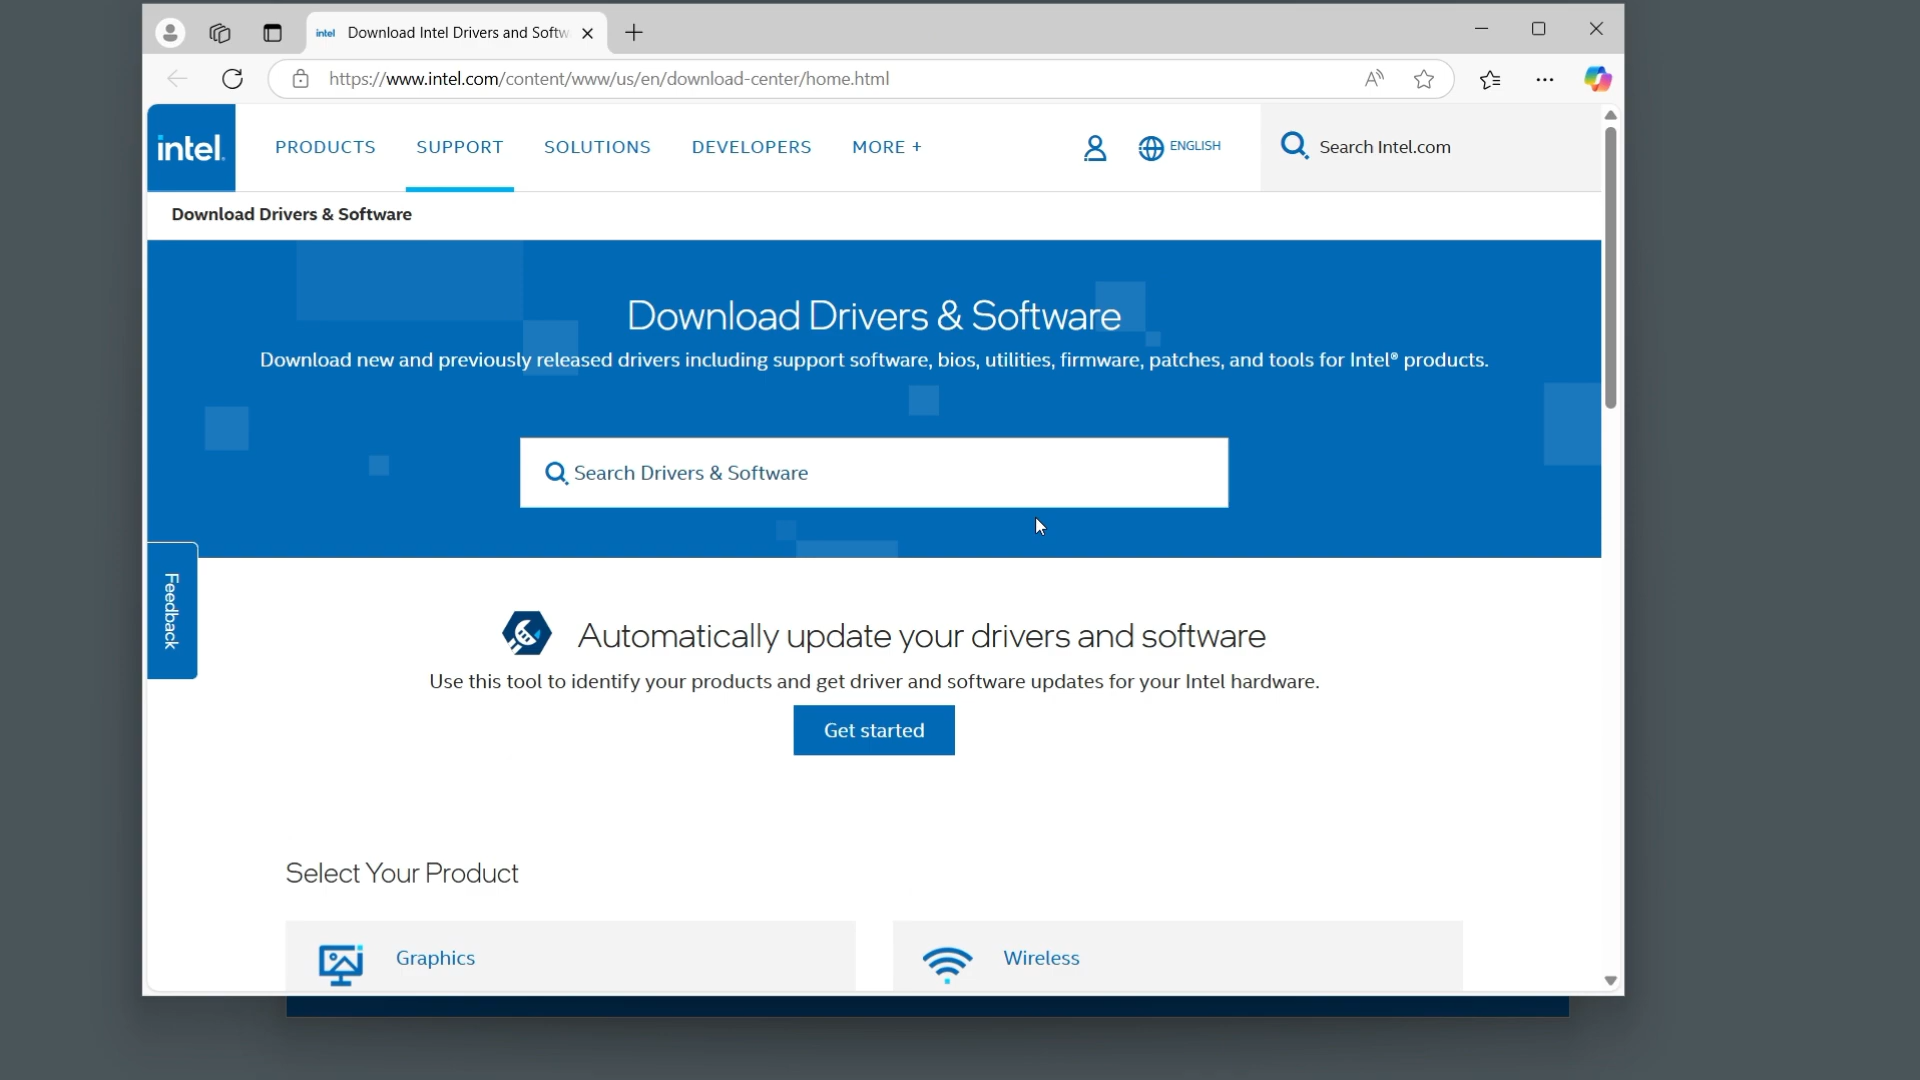 intel Download Intel Drivers and Softw
https://www.intel.com/content/www/us/en/download-center/home.html
intel.
PRODUCTS
SUPPORT
SOLUTIONS
DEVELOPERS
MORE +
ENGLISH
Search Intel.com
Download Drivers & Software
Download Drivers & Software
Download new and previously released drivers including support software, bios, utilities, firmware, patches, and tools for Intel® products.
Search Drivers & Software
Feedback
Automatically update your drivers and software
Use this tool to identify your products and get driver and software updates for your Intel hardware.
Get started
Select Your Product
Graphics
Wireless